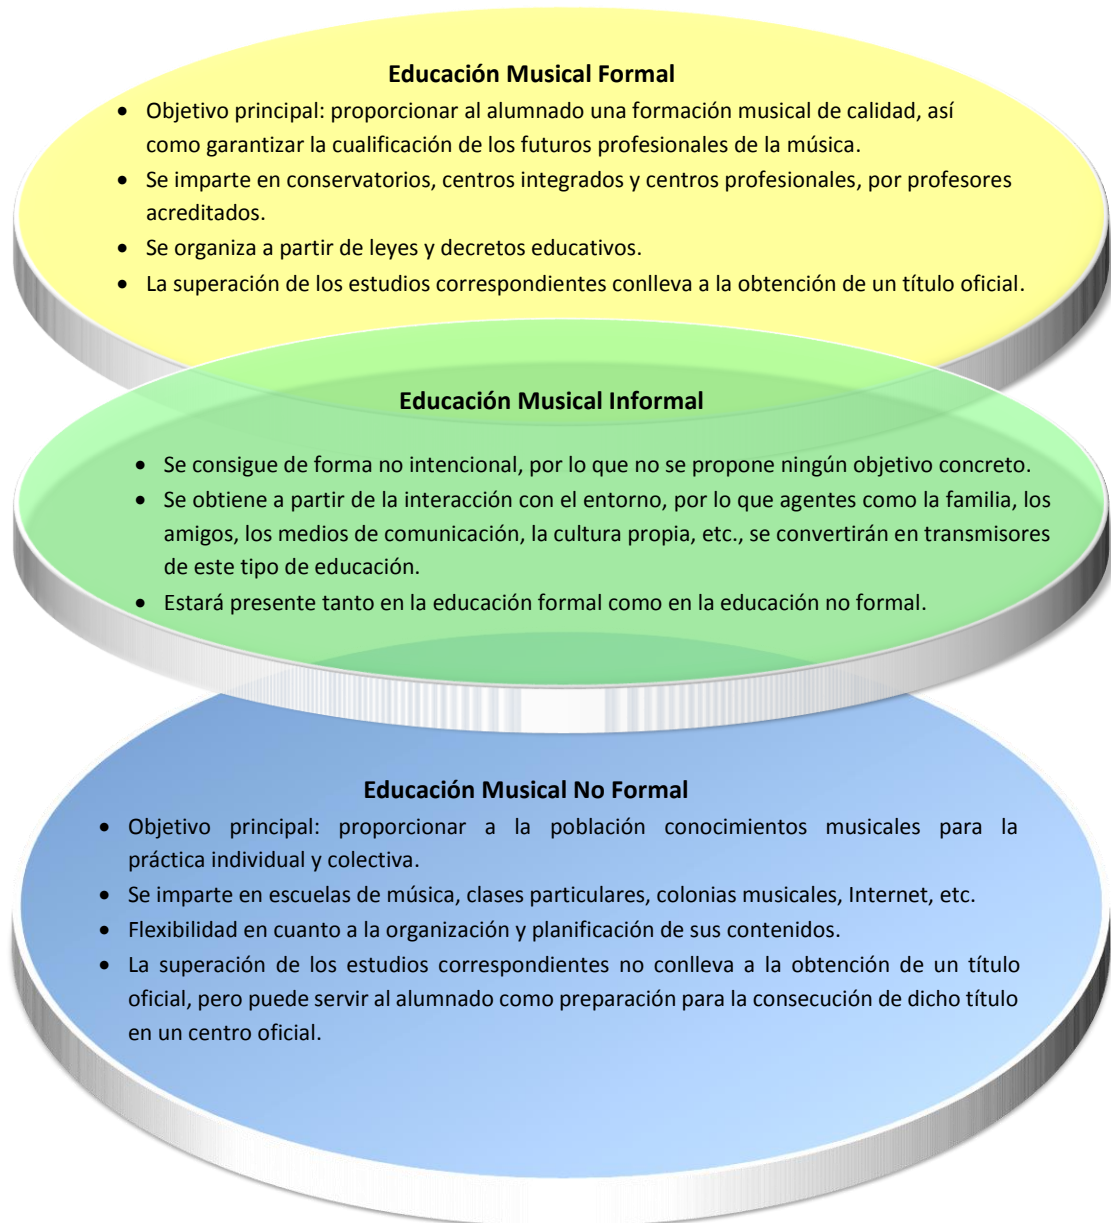 Educación Musical Formal
• Objetivo principal: proporcionar al alumnado una formación musical de calidad, así
como garantizar la cualificación de los futuros profesionales de la música.
• Se imparte en conservatorios, centros integrados y centros profesionales, por profesores
acreditados.
• Se organiza a partir de leyes y decretos educativos.
• La superación de los estudios correspondientes conlleva a la obtención de un título oficial.
Educación Musical Informal
• Se consigue de forma no intencional, por lo que no se propone ningún objetivo concreto.
• Se obtiene a partir de la interacción con el entorno, por lo que agentes como la familia, los
amigos, los medios de comunicación, la cultura propia, etc., se convertirán en transmisores
de este tipo de educación.
• Estará presente tanto en la educación formal como en la educación no formal.
Educación Musical No Formal
• Objetivo principal: proporcionar a la población conocimientos musicales para la
práctica individual y colectiva.
• Se imparte en escuelas de música, clases particulares, colonias musicales, Internet, etc.
• Flexibilidad en cuanto a la organización y planificación de sus contenidos.
• La superación de los estudios correspondientes no conlleva a la obtención de un título
oficial, pero puede servir al alumnado como preparación para la consecución de dicho título
en un centro oficial.